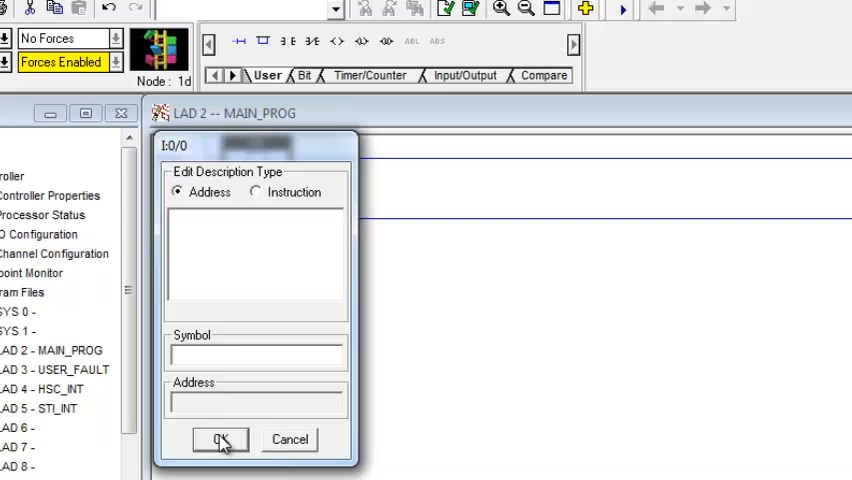 No Forces
Forces Enabled
Node : 1d
ABL ABS
User Bit Timer/Counter Input/Output Compare
LAD 2 -- MAIN_PROG
I:0/0
Edit Description Type
Address Instruction
Symbol
Address
OK Cancel
roller
Controller Properties
Processor Status
O Configuration
Channel Configuration
point Monitor
ram Files
SYS 0 -
SYS 1 -
LAD 2 - MAIN_PROG
LAD 3 - USER_FAULT
LAD 4 - HSC_INT
LAD 5 - STI_INT
LAD 6 -
LAD 7 -
LAD 8 -